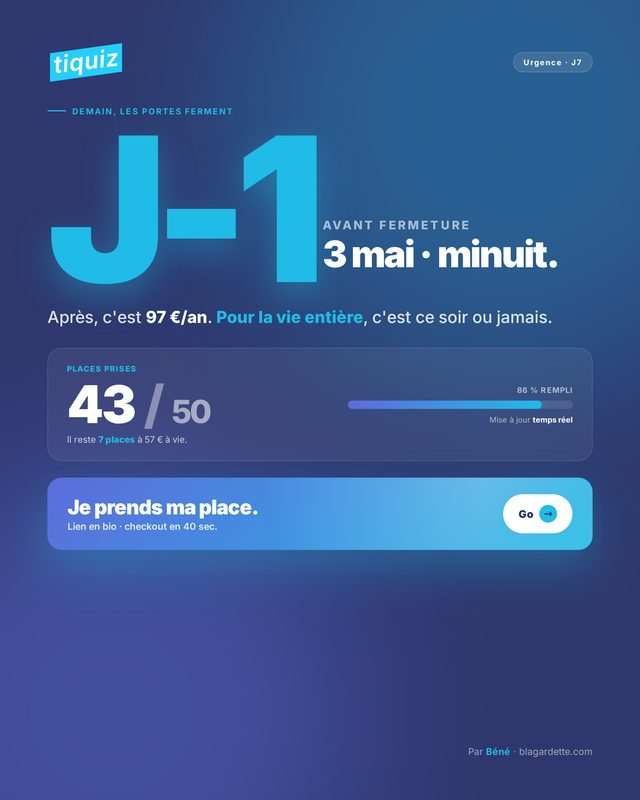 tiquiz
Urgence · J7
DEMAIN, LES PORTES FERMENT
J-1
AVANT FERMETURE
3 mai · minuit.
Après, c'est 97 €/an. Pour la vie entière, c'est ce soir ou jamais.
PLACES PRISES
43 / 50
Il reste 7 places à 57 € à vie.
86 % REMPLI
Mise à jour temps réel
Je prends ma place.
Lien en bio · checkout en 40 sec.
Go →
Par Béné · blagardette.com